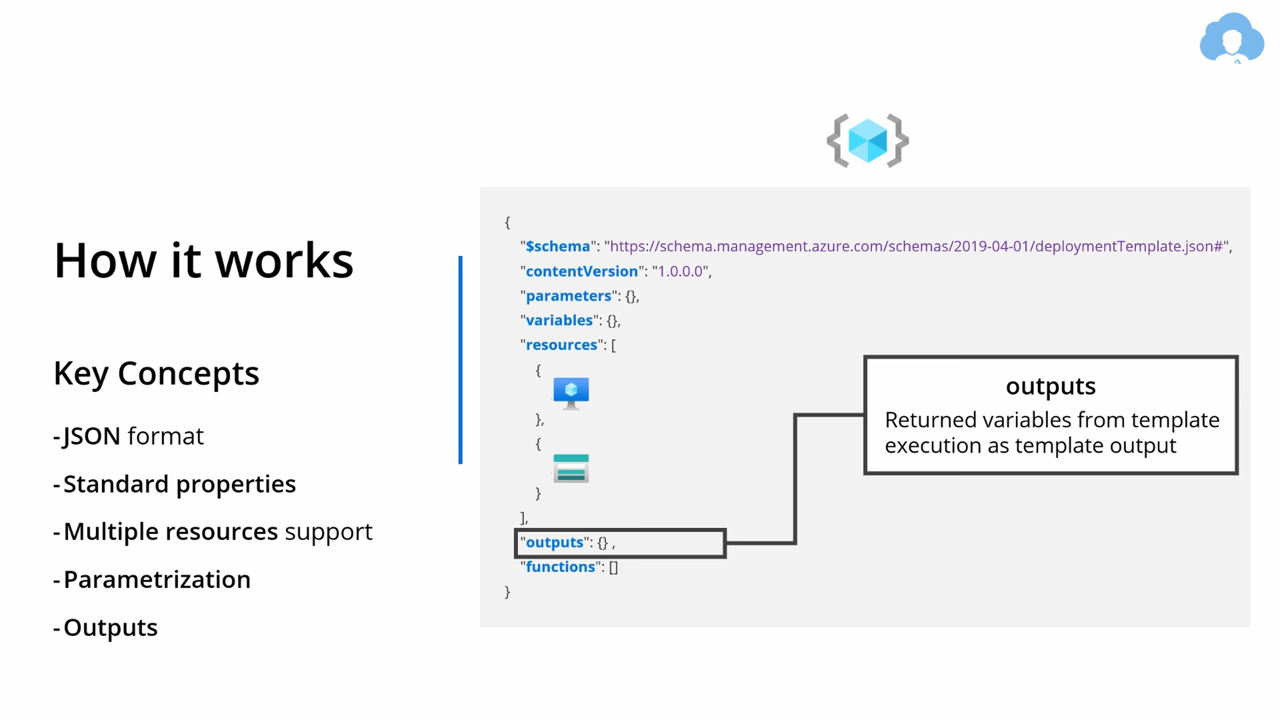 How it works
Key Concepts
-JSON format
-Standard properties
-Multiple resources support
-Parametrization
-Outputs
{
"$schema": "https://schema.management.azure.com/schemas/2019-04-01/deploymentTemplate.json#",
"contentVersion": "1.0.0.0",
"parameters": {},
"variables": {},
"resources": [
{
},
{
}
],
"outputs": {} ,
"functions": []
}
outputs
Returned variables from template
execution as template output